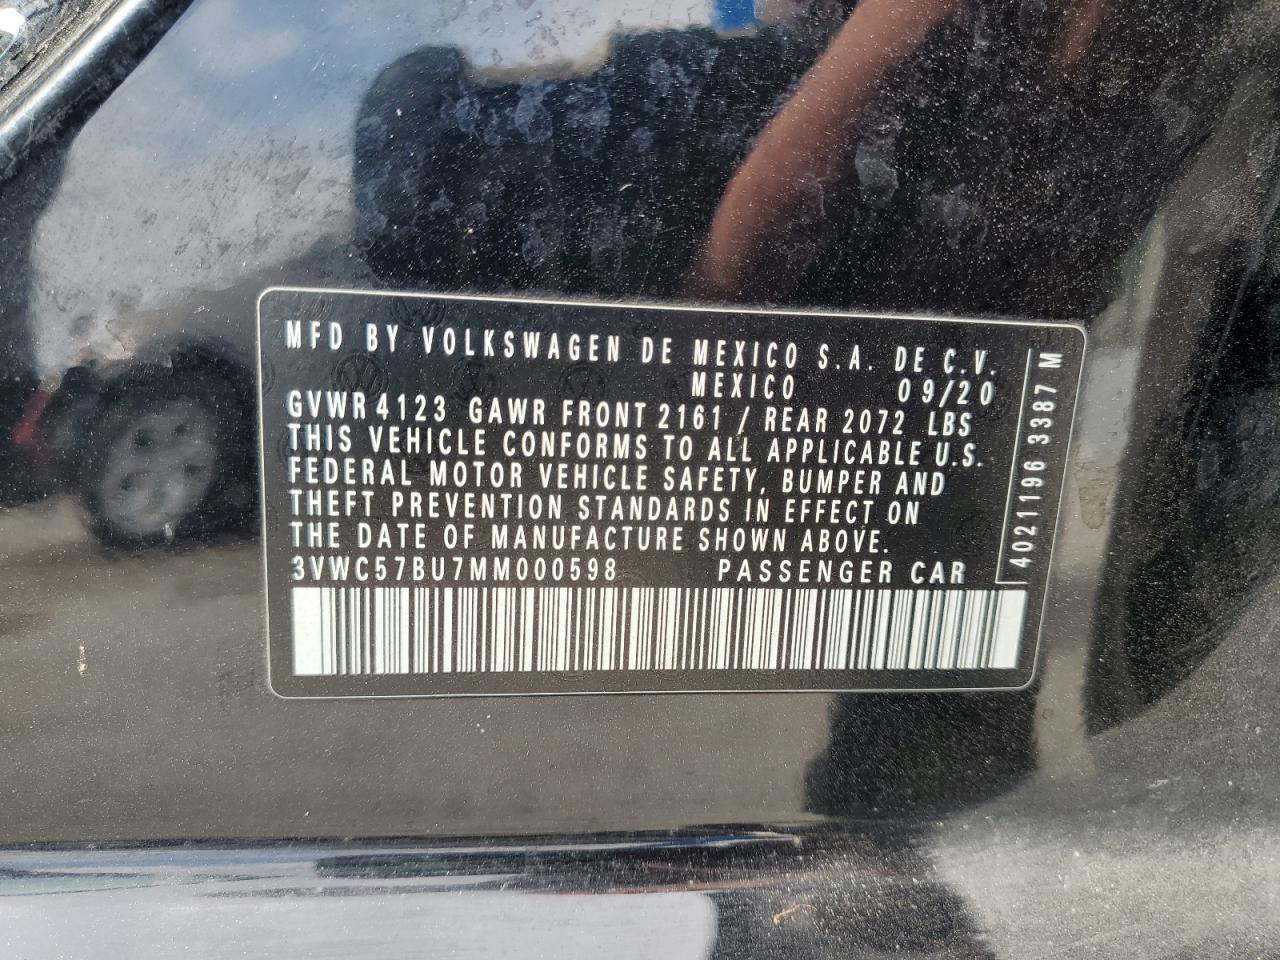 MFD BY VOLKSWAGEN DE MEXICO S.A. DE C.V.
MEXICO 09/20
GVWR 4123 GAWR FRONT 2161 / REAR 2072 LBS
THIS VEHICLE CONFORMS TO ALL APPLICABLE U.S.
FEDERAL MOTOR VEHICLE SAFETY, BUMPER AND
THEFT PREVENTION STANDARDS IN EFFECT ON
THE DATE OF MANUFACTURE SHOWN ABOVE.
3VWC57BU7MM000598 PASSENGER CAR
4021196 3387 M